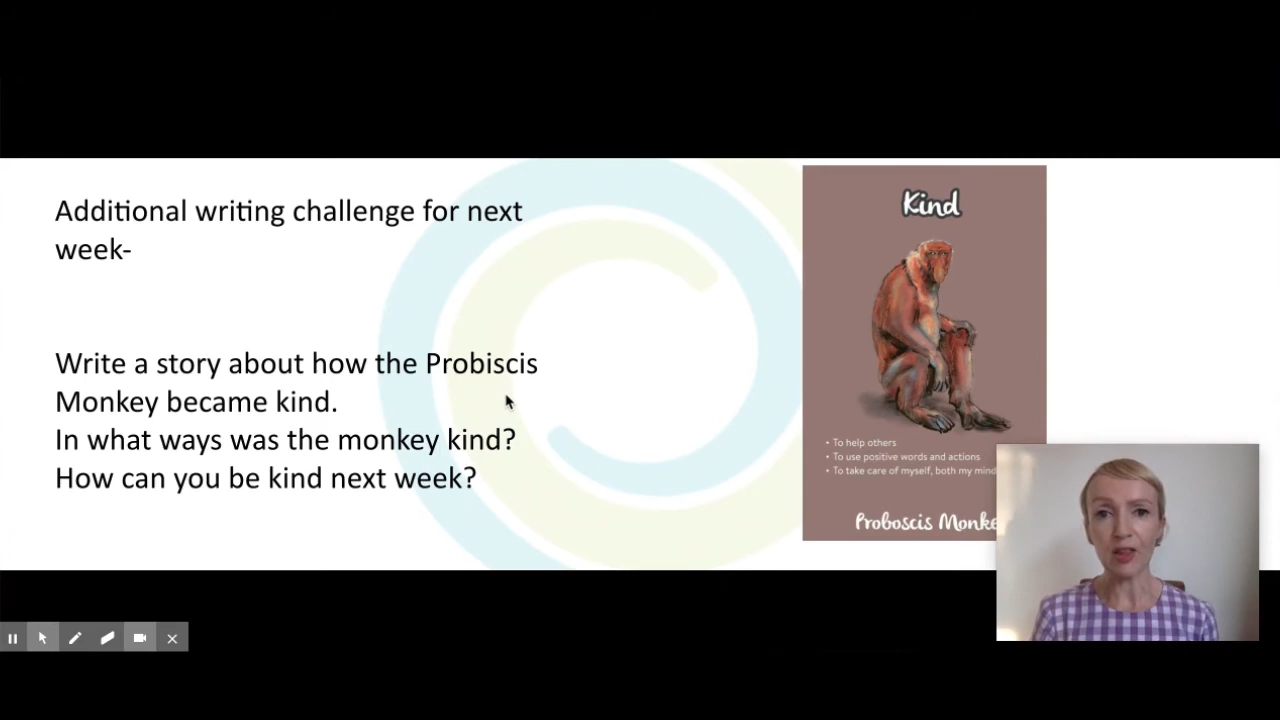 Additional writing challenge for next
week-
Write a story about how the Probiscis
Monkey became kind.
In what ways was the monkey kind?
How can you be kind next week?
Kind
• To help others
• To use positive words and actions
• To take care of myself, both my mind
Proboscis